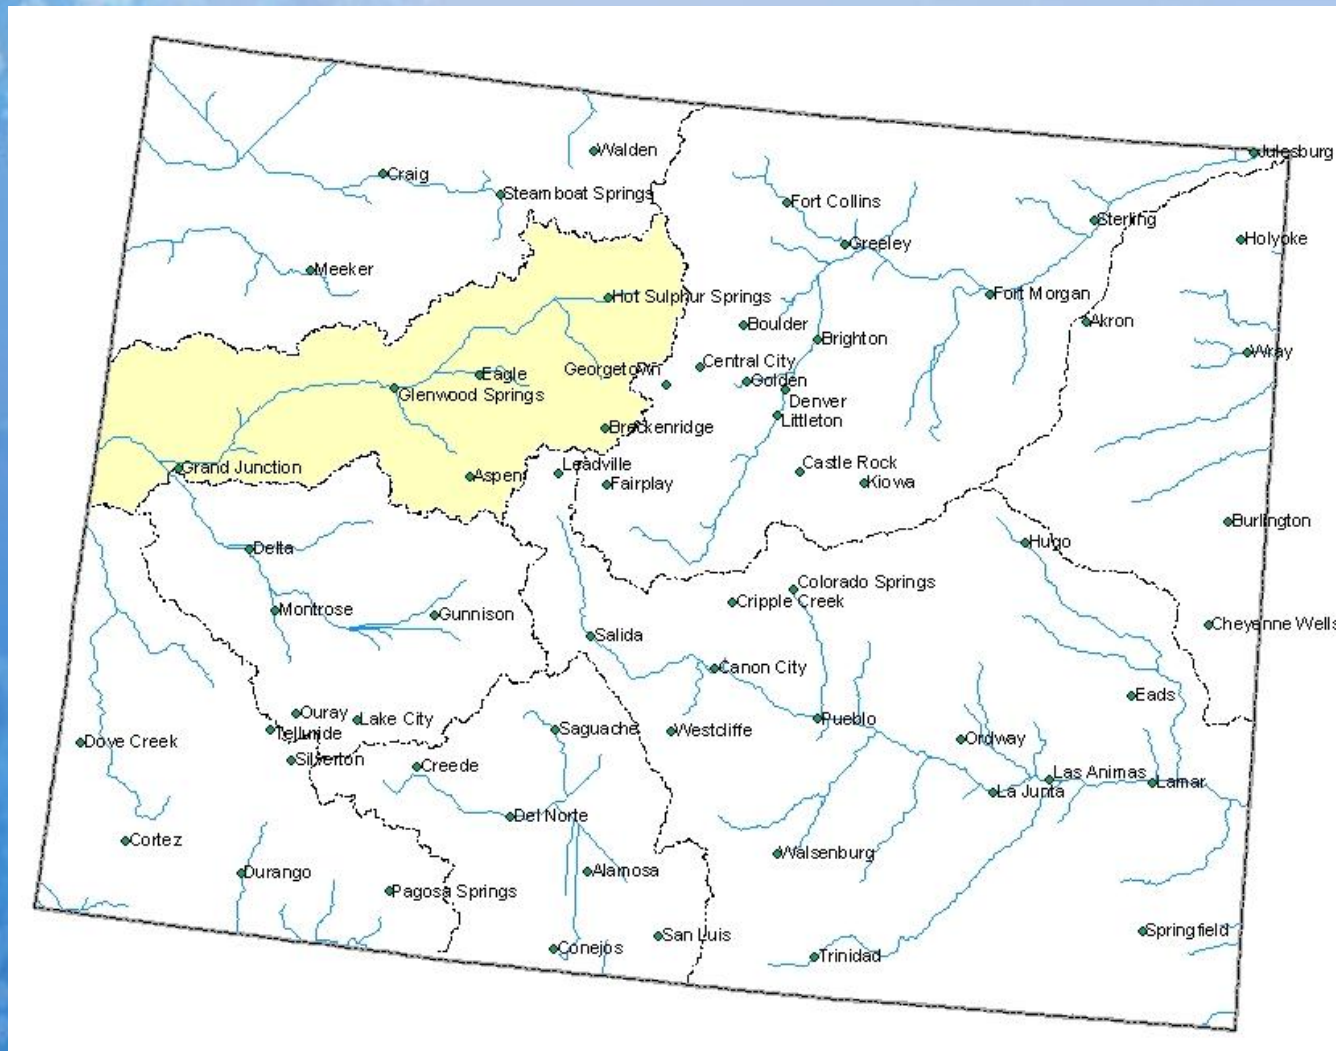 Julesburg
Walden
Craig
Steamboat Springs
Fort Collins
Sterling
Holyoke
Greeley
Meeker
Hot Sulphur Springs
Fort Morgan
Akron
Boulder
Brighton
Wray
Central City
Georgetown
Eagle
Golden
Glenwood Springs
Denver
Littleton
Breckenridge
Grand Junction
Aspen
Leadville
Castle Rock
Fairplay
Kiowa
Burlington
Delta
Hugo
Colorado Springs
Cripple Creek
Montrose
Gunnison
Cheyenne Wells
Salida
Canon City
Eads
Ouray
Lake City
Pueblo
Telluride
Saguache
Westcliffe
Dove Creek
Ordway
Silverton
Creede
Las Animas
Lamar
La Junta
Del Norte
Cortez
Walsenburg
Durango
Alamosa
Pagosa Springs
San Luis
Springfield
Conejos
Trinidad